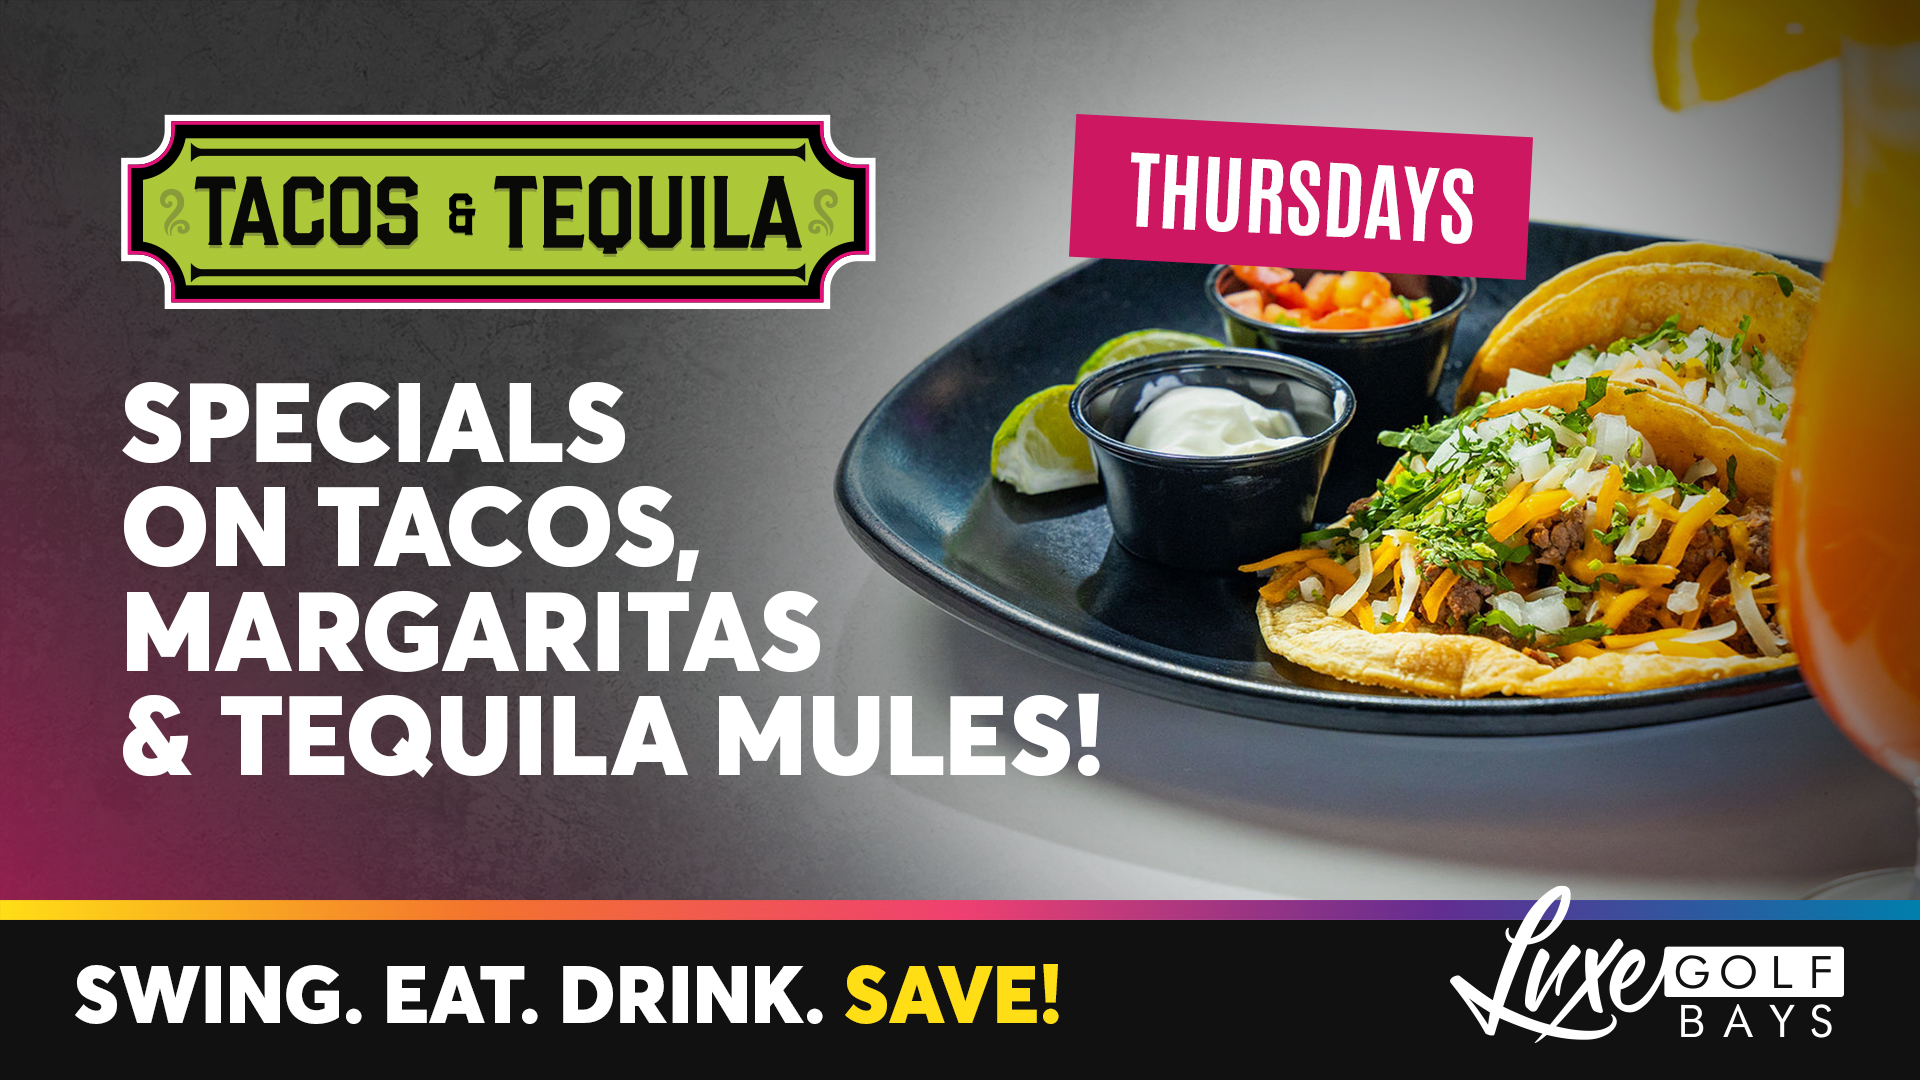 TACOS & TEQUILA
THURSDAYS
SPECIALS
ON TACOS,
MARGARITAS
& TEQUILA MULES!
SWING. EAT. DRINK. SAVE!
Luxe GOLF
BAYS